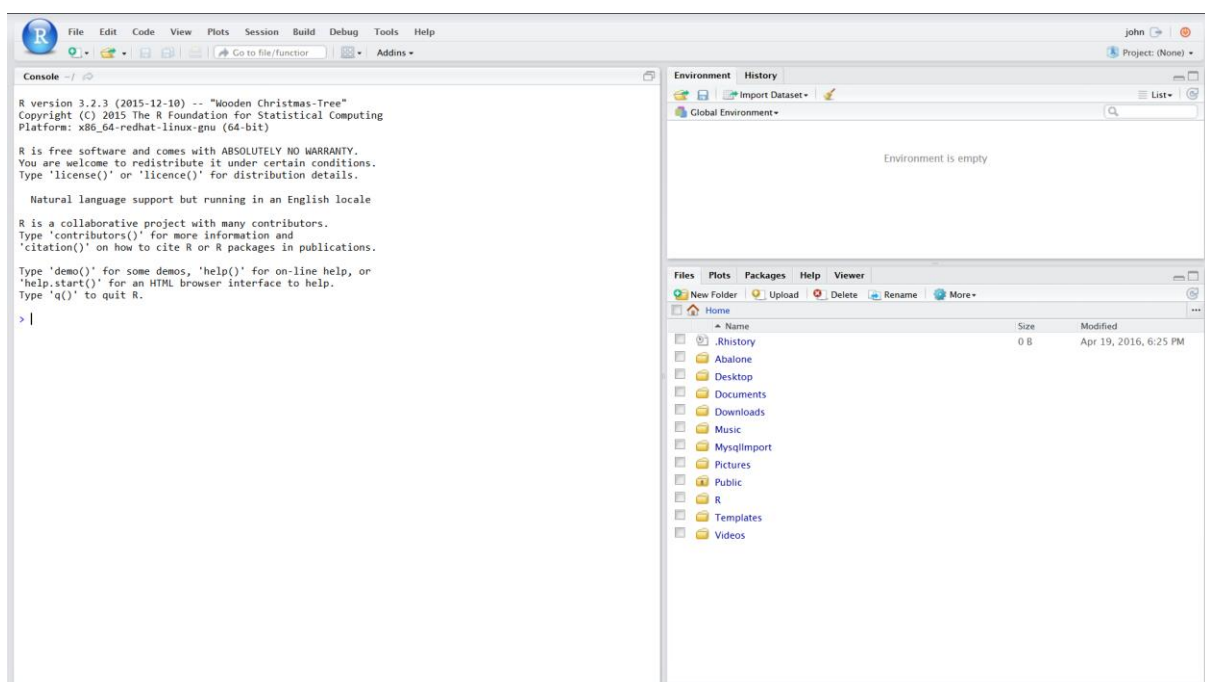 R
File Edit Code View Plots Session Build Debug Tools Help
john
Go to file/function
Addins
Project: (None)
Console ~/
R version 3.2.3 (2015-12-10) -- "Wooden Christmas-Tree"
Copyright (C) 2015 The R Foundation for Statistical Computing
Platform: x86_64-redhat-linux-gnu (64-bit)
R is free software and comes with ABSOLUTELY NO WARRANTY.
You are welcome to redistribute it under certain conditions.
Type 'license()' or 'licence()' for distribution details.
Natural language support but running in an English locale
R is a collaborative project with many contributors.
Type 'contributors()' for more information and
'citation()' on how to cite R or R packages in publications.
Type 'demo()' for some demos, 'help()' for on-line help, or
'help.start()' for an HTML browser interface to help.
Type 'q()' to quit R.
>
Environment History
Import Dataset
List
Global Environment
Environment is empty
Files Plots Packages Help Viewer
New Folder Upload Delete Rename More
Home
Name Size Modified
.Rhistory 0 B Apr 19, 2016, 6:25 PM
Abalone
Desktop
Documents
Downloads
Music
MysqlImport
Pictures
Public
R
Templates
Videos